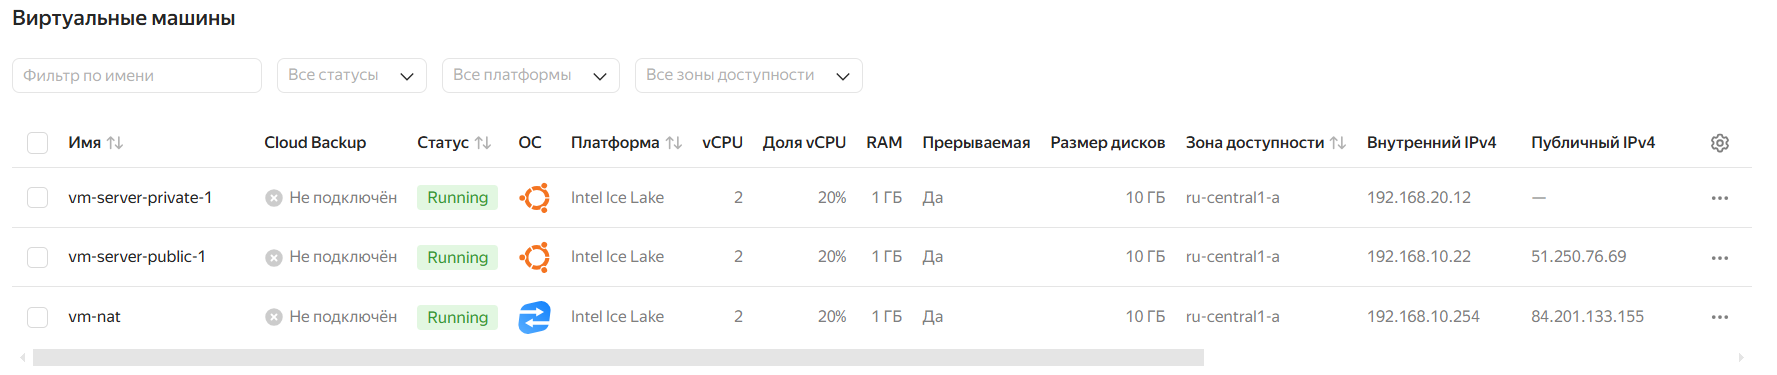 Виртуальные машины
Фильтр по имени Все статусы Все платформы Все зоны доступности
Имя Cloud Backup Статус ОС Платформа vCPU Доля vCPU RAM Прерываемая Размер дисков Зона доступности Внутренний IPv4 Публичный IPv4
vm-server-private-1 Не подключён Running Intel Ice Lake 2 20% 1 ГБ Да 10 ГБ ru-central1-a 192.168.20.12 —
vm-server-public-1 Не подключён Running Intel Ice Lake 2 20% 1 ГБ Да 10 ГБ ru-central1-a 192.168.10.22 51.250.76.69
vm-nat Не подключён Running Intel Ice Lake 2 20% 1 ГБ Да 10 ГБ ru-central1-a 192.168.10.254 84.201.133.155